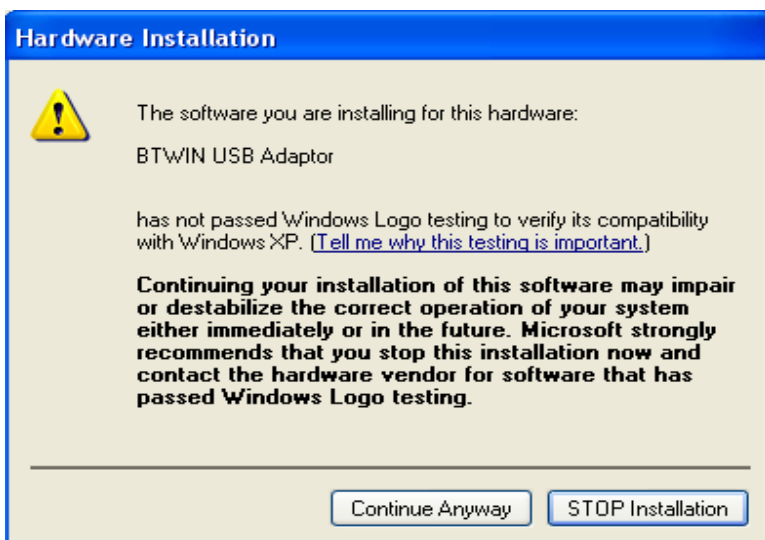 Hardware Installation
The software you are installing for this hardware:
BTWIN USB Adaptor
has not passed Windows Logo testing to verify its compatibility
with Windows XP. (Tell me why this testing is important.)
Continuing your installation of this software may impair
or destabilize the correct operation of your system
either immediately or in the future. Microsoft strongly
recommends that you stop this installation now and
contact the hardware vendor for software that has
passed Windows Logo testing.
Continue Anyway
STOP Installation